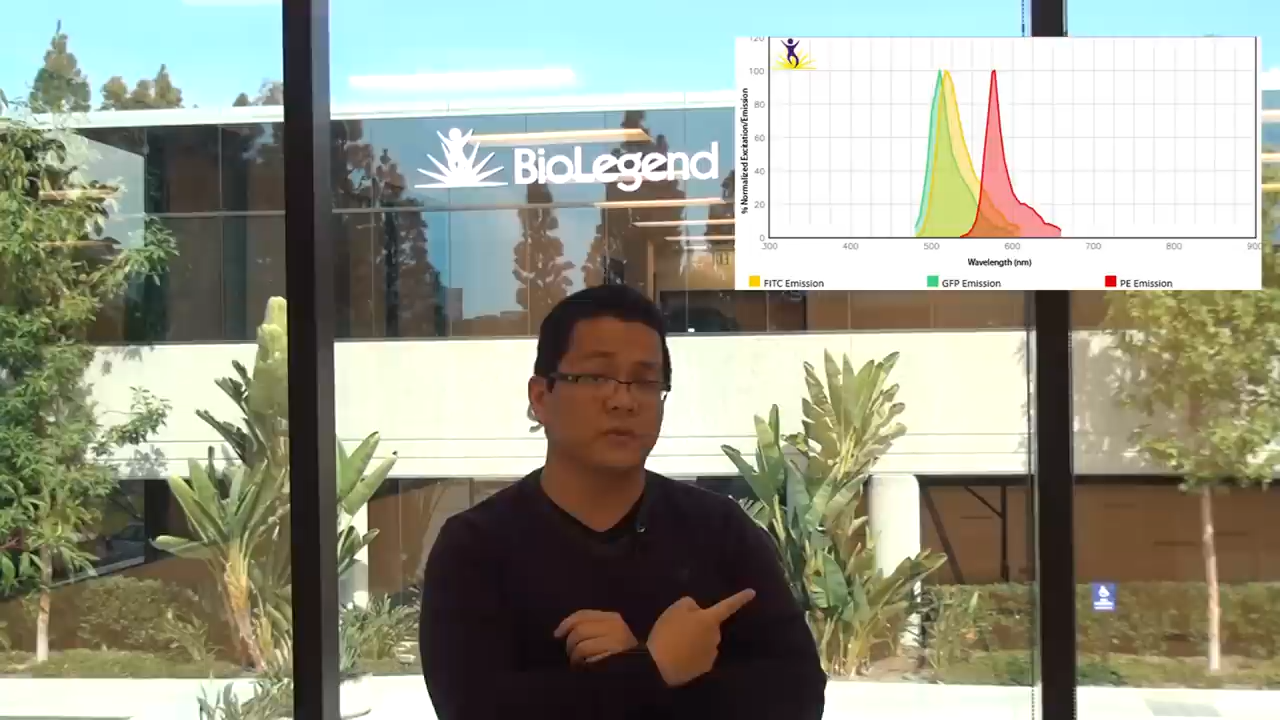 BioLegend
120
100
80
60
40
20
0
% Normalized Excitation/Emission
300 400 500 600 700 800 900
Wavelength (nm)
FITC Emission GFP Emission PE Emission